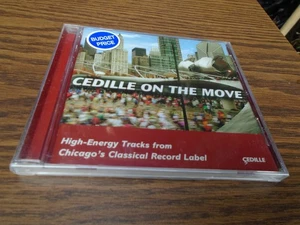 BUDGET
PRICE
CEDILLE ON THE MOVE
High-Energy Tracks from
Chicago's Classical Record Label
CEDILLE